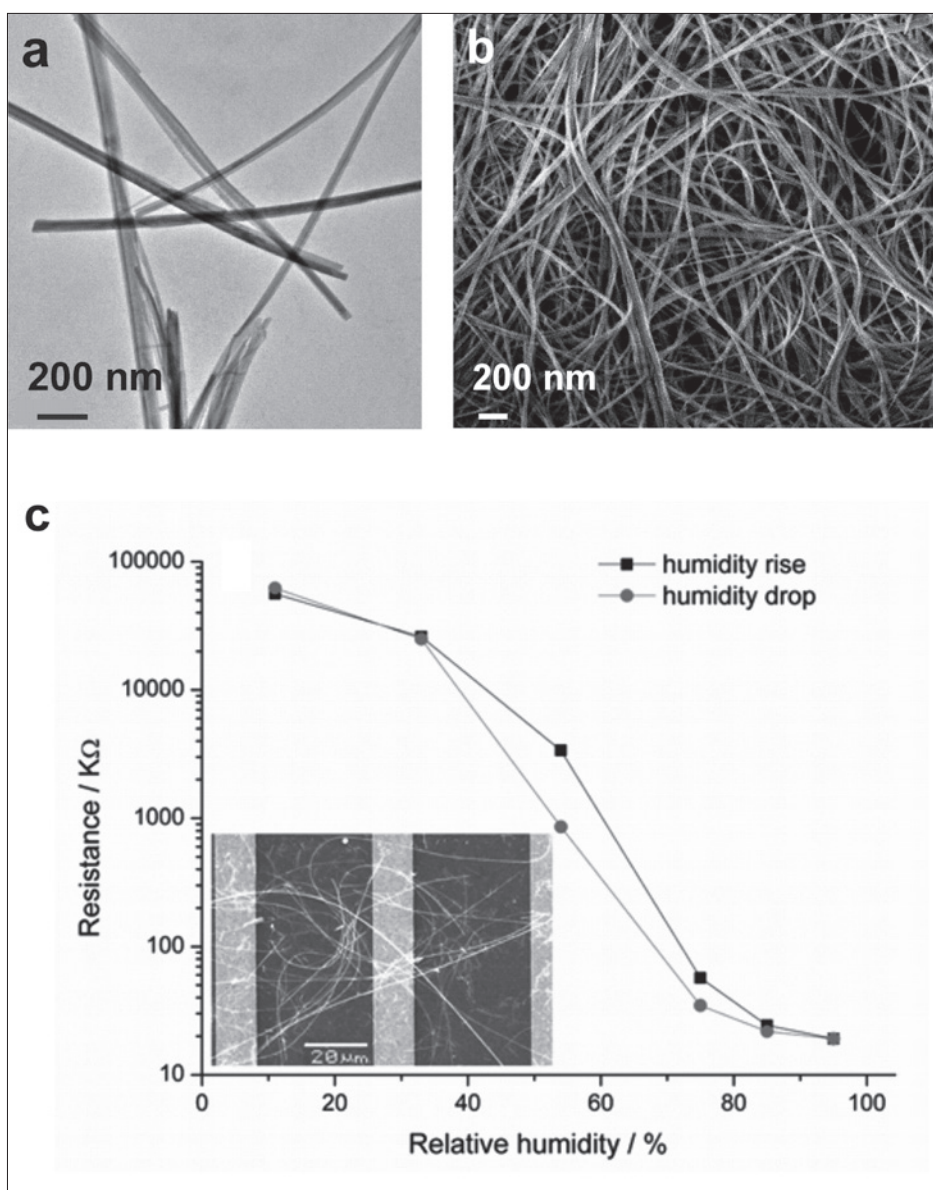 a
b
200 nm
200 nm
c
100000
10000
1000
100
10
humidity rise
humidity drop
Resistance / KΩ
20 μm
0
20
40
60
80
100
Relative humidity / %